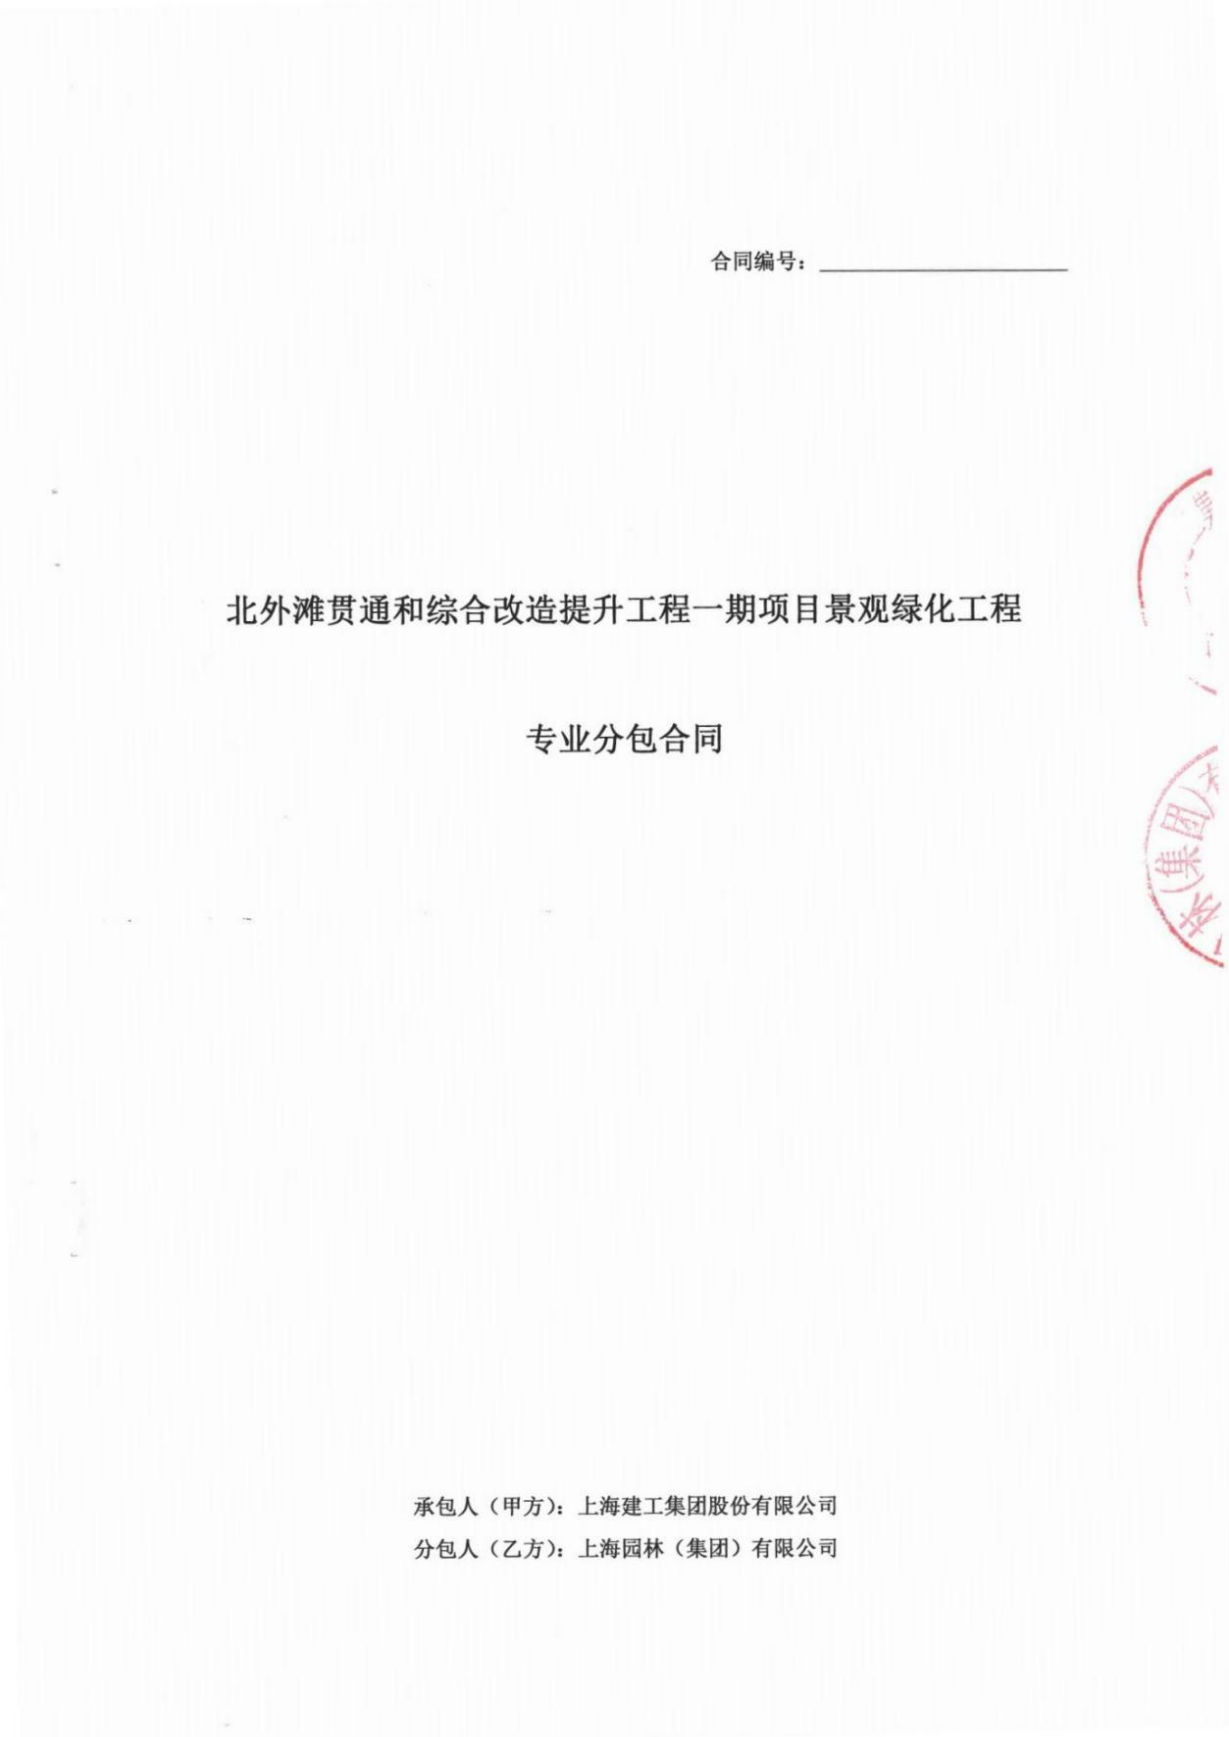 合同编号：
北外滩贯通和综合改造提升工程一期项目景观绿化工程
专业分包合同
林(集团)
承包人（甲方）：上海建工集团股份有限公司
分包人（乙方）：上海园林（集团）有限公司